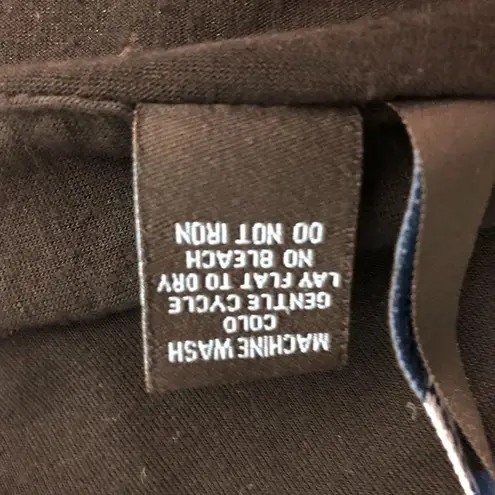 MACHINE WASH
COLD
GENTLE CYCLE
LAY FLAT TO DRY
NO BLEACH
DO NOT IRON